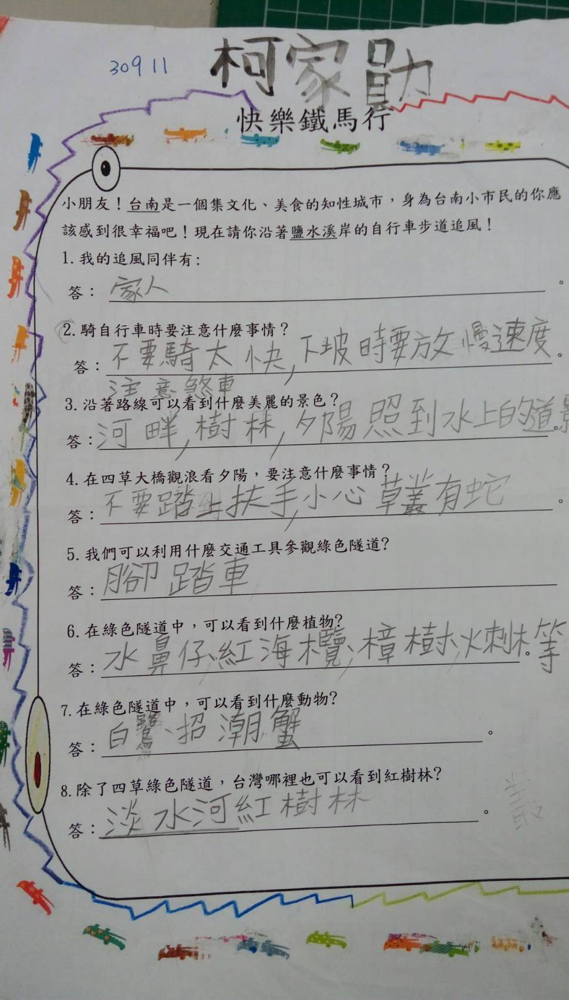 30911
柯家勛
快樂鐵馬行
小朋友！台南是一個集文化、美食的知性城市，身為台南小市民的你應
該感到很幸福吧！現在請你沿著鹽水溪岸的自行車步道追風！
1. 我的追風同伴有:
答： 家人 。
2. 騎自行車時要注意什麼事情？
答： 不要騎太快,下坡時要放慢速度 。
注意煞車
3. 沿著路線可以看到什麼美麗的景色？
答：河畔,樹林,夕陽照到水上的道影。
4. 在四草大橋觀浪看夕陽，要注意什麼事情？
答： 不要踏上扶手,小心草叢有蛇 。
5. 我們可以利用什麼交通工具參觀綠色隧道?
答：腳踏車
6. 在綠色隧道中，可以看到什麼植物?
答： 水鼻仔、紅海欖、樟樹、火刺林等。
7. 在綠色隧道中，可以看到什麼動物?
答： 白鷺、招潮蟹 。
8. 除了四草綠色隧道，台灣哪裡也可以看到紅樹林?
答：淡水河紅樹林 。
叢